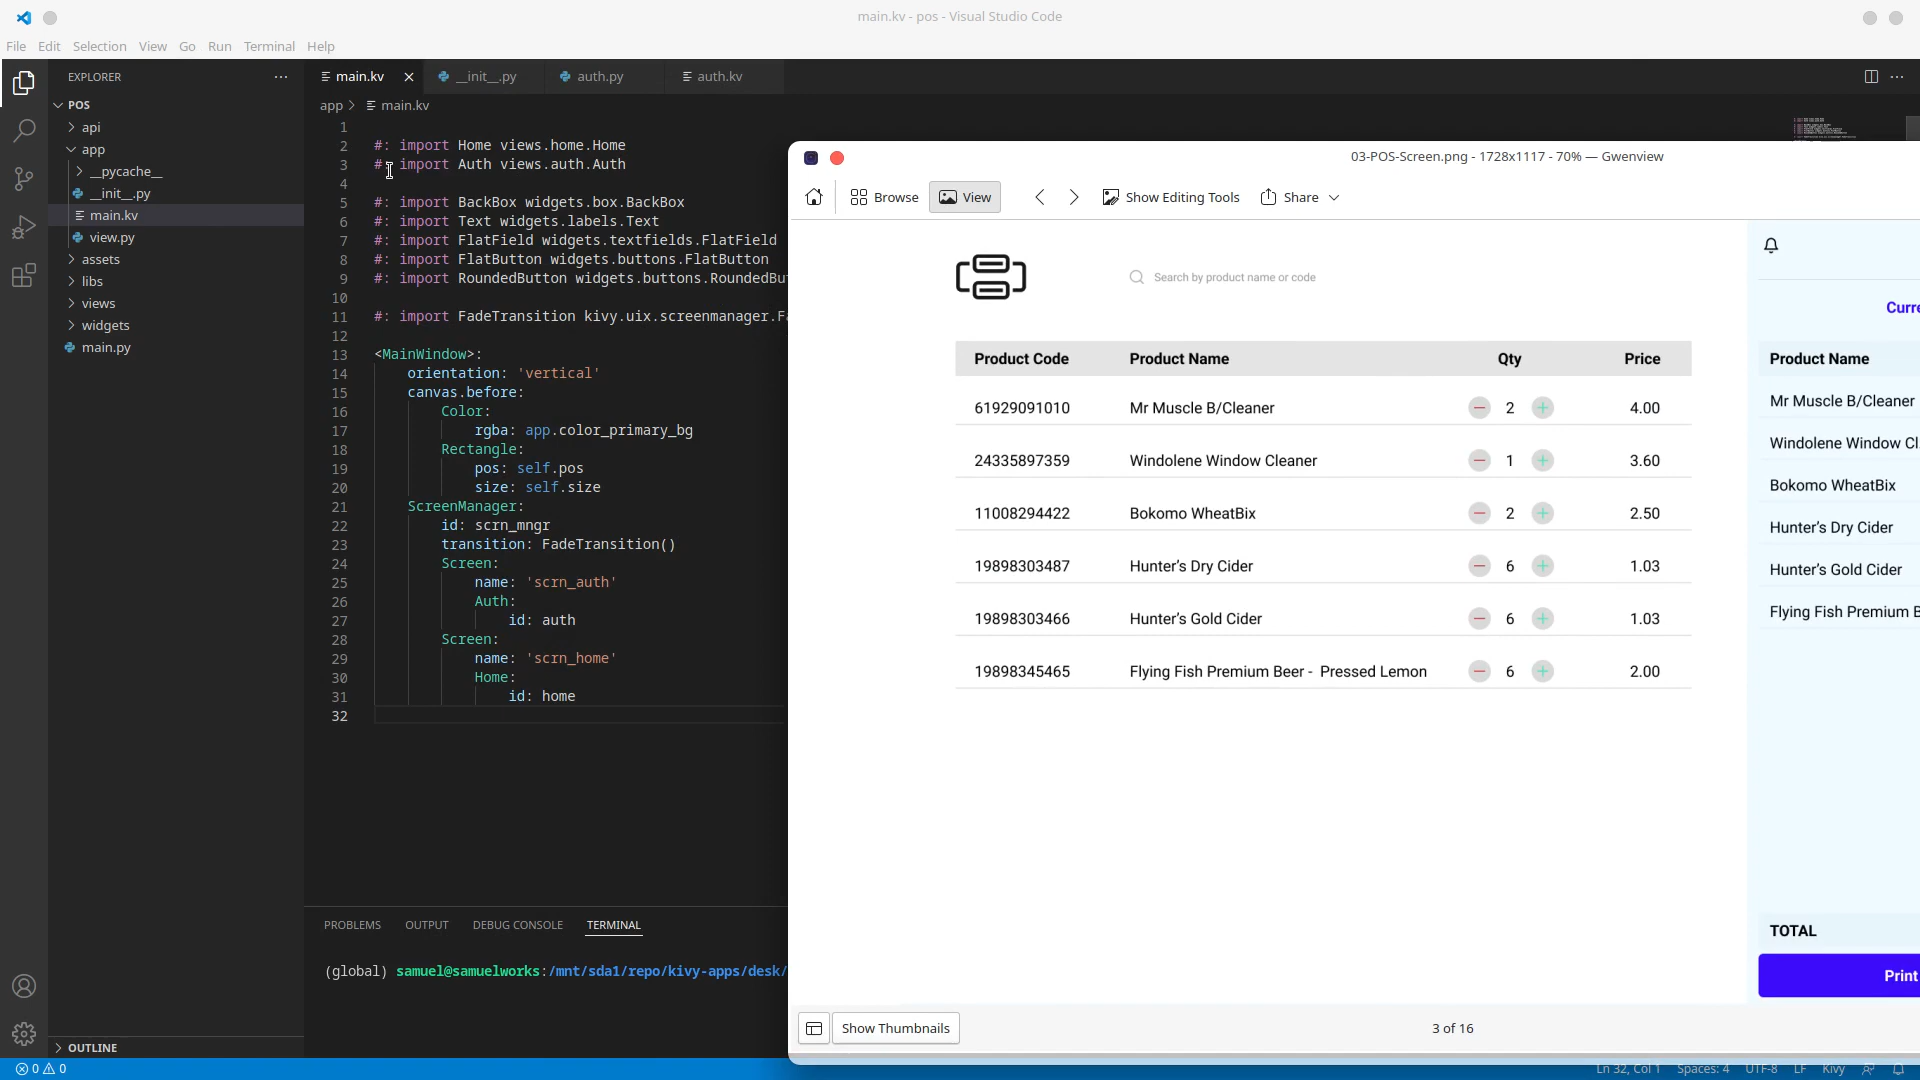 main.kv - pos - Visual Studio Code
File Edit Selection View Go Run Terminal Help
EXPLORER
POS
api
app
__pycache__
__init__.py
main.kv
view.py
assets
libs
views
widgets
main.py
OUTLINE
main.kv __init__.py auth.py auth.kv
app > main.kv
1
2 #: import Home views.home.Home
3 #: import Auth views.auth.Auth
4
5 #: import BackBox widgets.box.BackBox
6 #: import Text widgets.labels.Text
7 #: import FlatField widgets.textfields.FlatField
8 #: import FlatButton widgets.buttons.FlatButton
9 #: import RoundedButton widgets.buttons.RoundedBu
10
11 #: import FadeTransition kivy.uix.screenmanager.Fa
12
13 <MainWindow>:
14 orientation: 'vertical'
15 canvas.before:
16 Color:
17 rgba: app.color_primary_bg
18 Rectangle:
19 pos: self.pos
20 size: self.size
21 ScreenManager:
22 id: scrn_mngr
23 transition: FadeTransition()
24 Screen:
25 name: 'scrn_auth'
26 Auth:
27 id: auth
28 Screen:
29 name: 'scrn_home'
30 Home:
31 id: home
32
PROBLEMS OUTPUT DEBUG CONSOLE TERMINAL
(global) samuel@samuelworks:/mnt/sda1/repo/kivy-apps/desk/
03-POS-Screen.png - 1728x1117 - 70% — Gwenview
Browse View Show Editing Tools Share
Search by product name or code
Product Code Product Name Qty Price
61929091010 Mr Muscle B/Cleaner 2 4.00
24335897359 Windolene Window Cleaner 1 3.60
11008294422 Bokomo WheatBix 2 2.50
19898303487 Hunter’s Dry Cider 6 1.03
19898303466 Hunter’s Gold Cider 6 1.03
19898345465 Flying Fish Premium Beer - Pressed Lemon 6 2.00
Curre
Product Name
Mr Muscle B/Cleaner
Windolene Window Cl
Bokomo WheatBix
Hunter’s Dry Cider
Hunter’s Gold Cider
Flying Fish Premium B
TOTAL
Print
Show Thumbnails
3 of 16
0 0
Ln 32, Col 1 Spaces: 4 UTF-8 LF Kivy